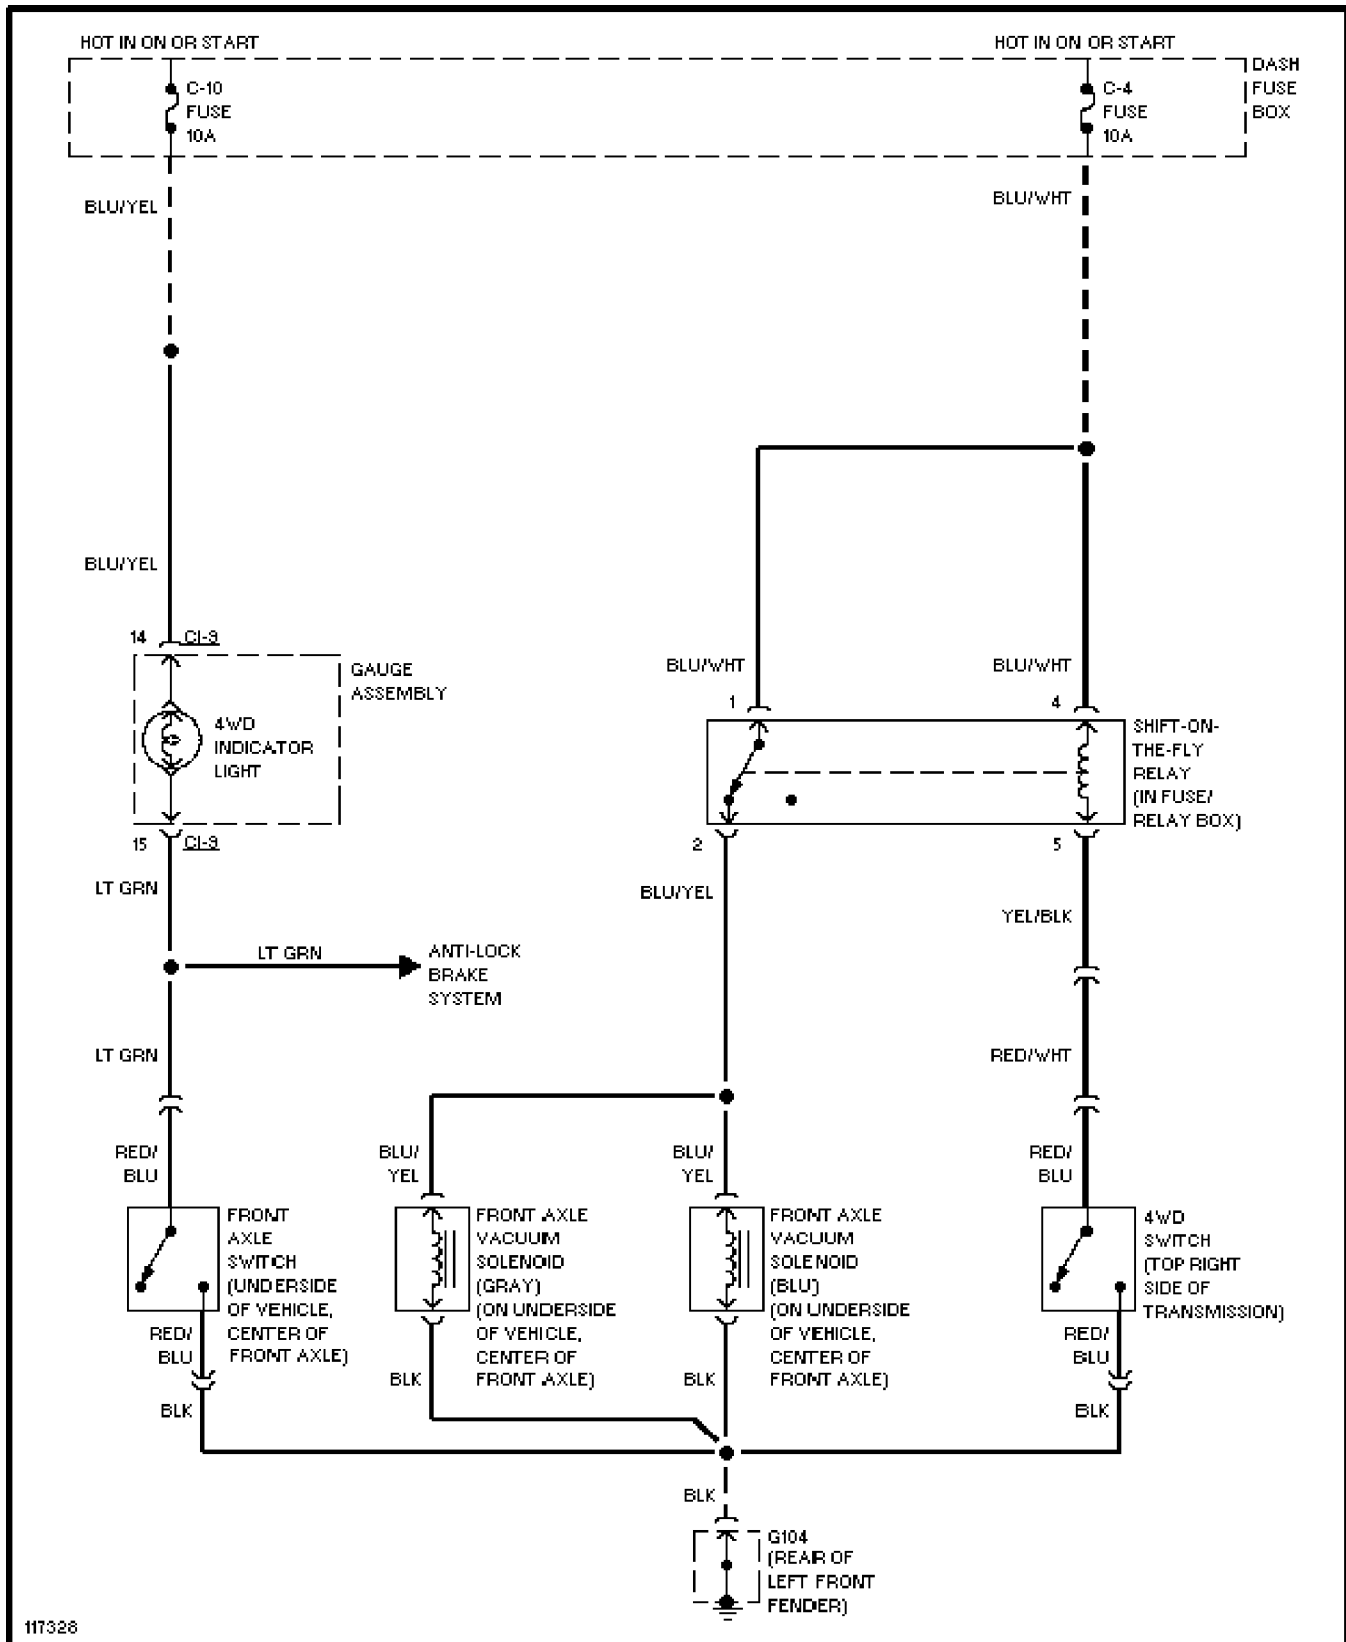 HOT IN ON OR START
HOT IN ON OR START
C-10
FUSE
10A
C-4
FUSE
10A
DASH
FUSE
BOX
BLU/YEL
BLU/WHT
BLU/YEL
14
CI-9
GAUGE
ASSEMBLY
4WD
INDICATOR
LIGHT
15
CI-9
BLU/WHT
BLU/WHT
1
4
SHIFT-ON-
THE-FLY
RELAY
(IN FUSE/
RELAY BOX)
2
5
LT GRN
BLU/YEL
YEL/BLK
LT GRN
ANTI-LOCK
BRAKE
SYSTEM
LT GRN
RED/WHT
RED/
BLU
BLU/
YEL
BLU/
YEL
RED/
BLU
FRONT
AXLE
SWITCH
(UNDERSIDE
OF VEHICLE,
CENTER OF
FRONT AXLE)
FRONT AXLE
VACUUM
SOLENOID
(GRAY)
(ON UNDERSIDE
OF VEHICLE,
CENTER OF
FRONT AXLE)
FRONT AXLE
VACUUM
SOLENOID
(BLU)
(ON UNDERSIDE
OF VEHICLE,
CENTER OF
FRONT AXLE)
4WD
SWITCH
(TOP RIGHT
SIDE OF
TRANSMISSION)
RED/
BLU
RED/
BLU
BLK
BLK
BLK
BLK
BLK
G104
(REAR OF
LEFT FRONT
FENDER)
117328